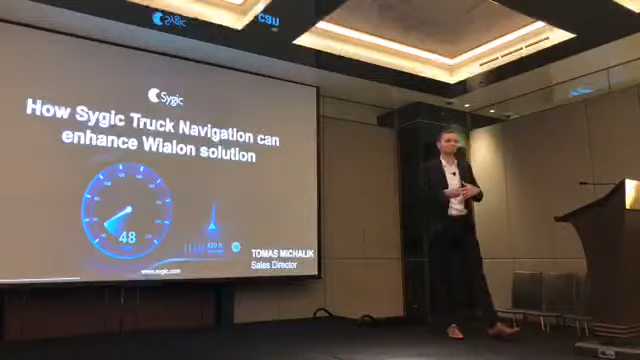 Sygic
How Sygic Truck Navigation can
enhance Wialon solution
48
TOMAS MICHALIK
Sales Director
www.sygic.com